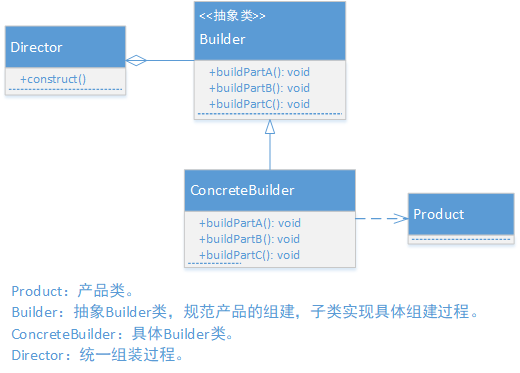 <<抽象类>>
Builder
Director
+construct()
+buildPartA(): void
+buildPartB(): void
+buildPartC(): void
ConcreteBuilder
+buildPartA(): void
+buildPartB(): void
+buildPartC(): void
Product
Product：产品类。
Builder：抽象Builder类，规范产品的组建，子类实现具体组建过程。
ConcreteBuilder：具体Builder类。
Director：统一组装过程。